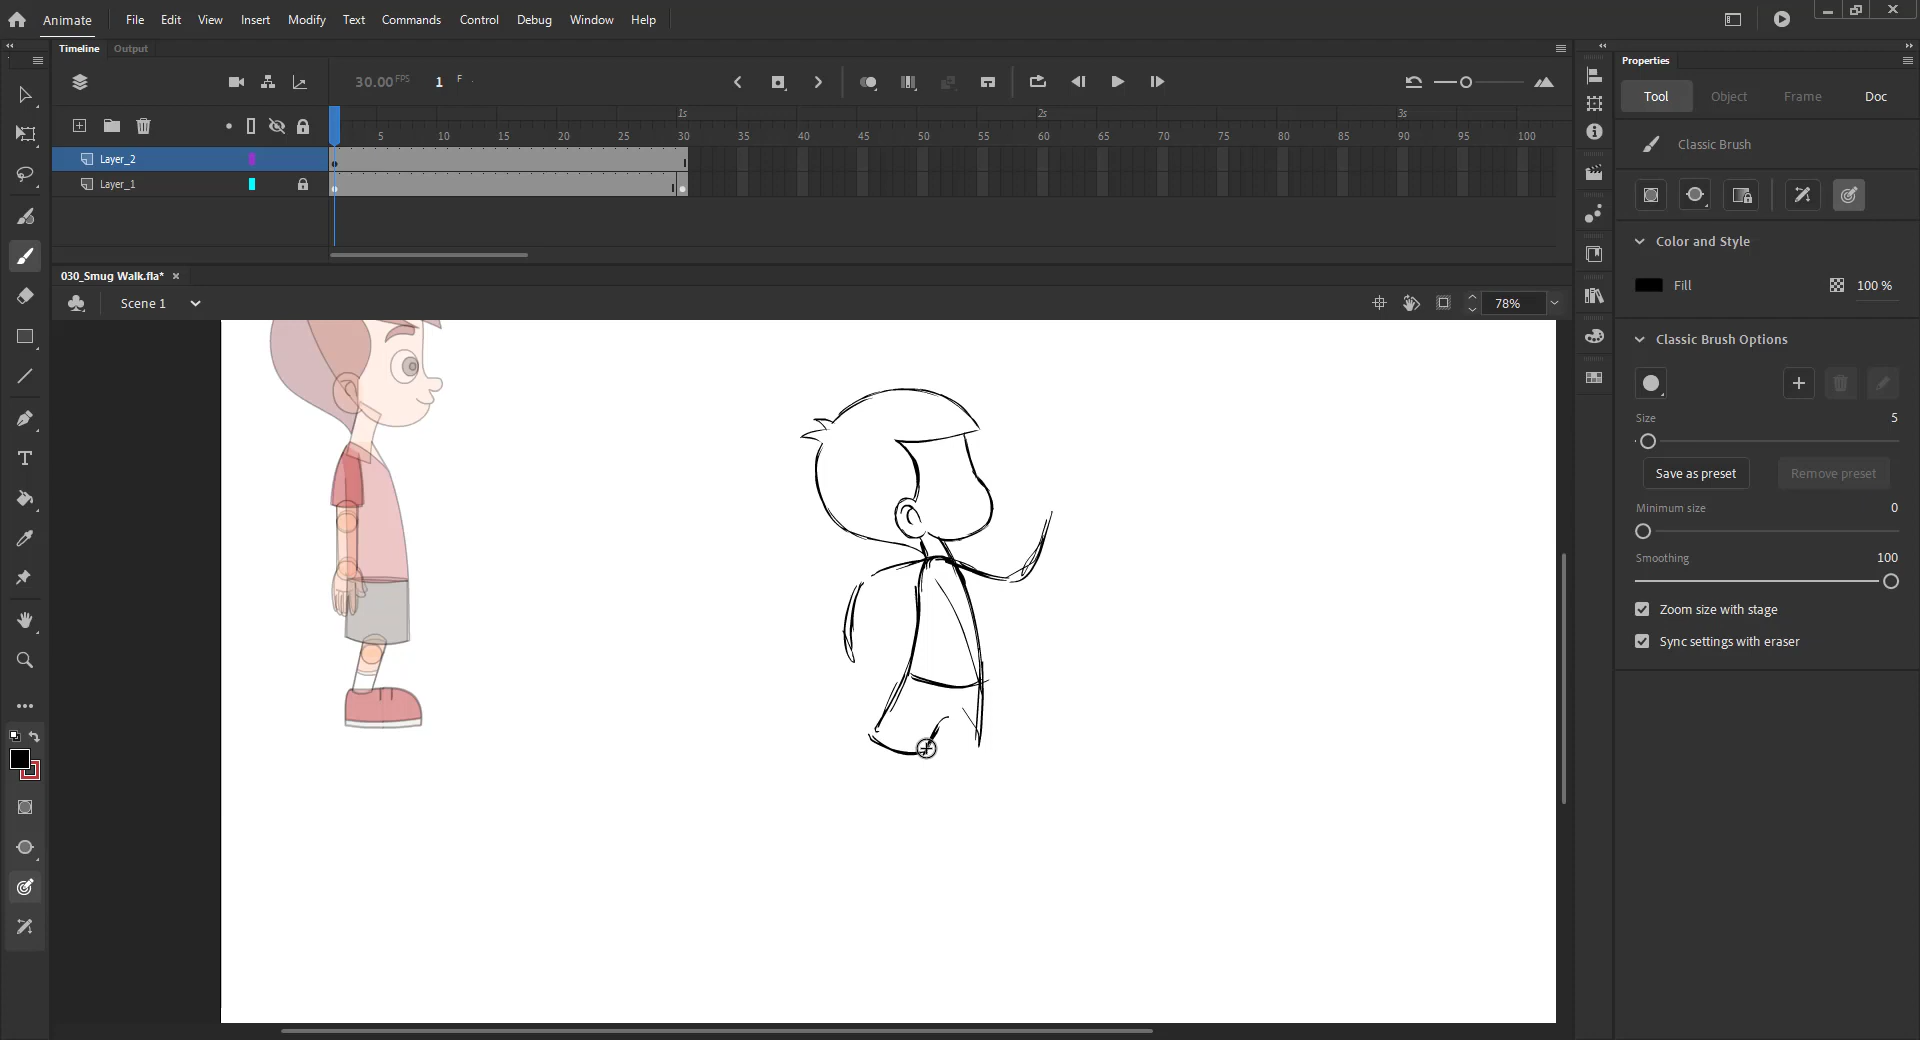 Animate File Edit View Insert Modify Text Commands Control Debug Window Help
Timeline Output
Properties
30.00 FPS 1 F
Tool Object Frame Doc
1s 2s 3s
5 10 15 20 25 30 35 40 45 50 55 60 65 70 75 80 85 90 95 100
Classic Brush
Layer_2
Layer_1
Color and Style
030_Smug Walk.fla* ×
Fill 100 %
Scene 1 78%
Classic Brush Options
Size 5
Save as preset Remove preset
Minimum size 0
Smoothing 100
Zoom size with stage
Sync settings with eraser